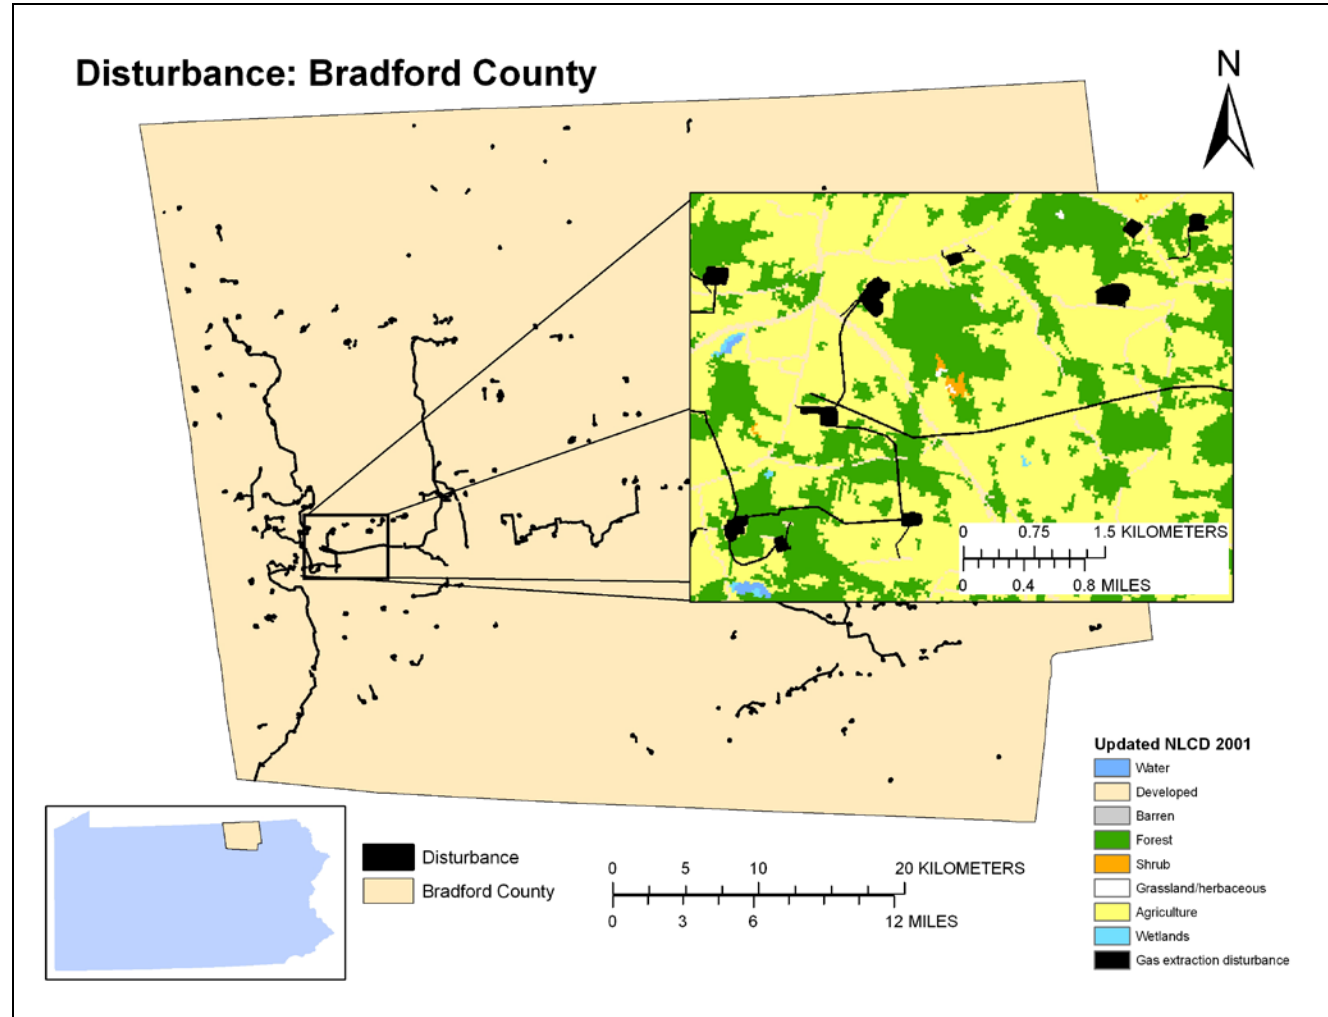 Disturbance: Bradford County
N
0 0.75 1.5 KILOMETERS
0 0.4 0.8 MILES
Updated NLCD 2001
Water
Developed
Barren
Forest
Shrub
Grassland/herbaceous
Agriculture
Wetlands
Gas extraction disturbance
Disturbance
Bradford County
0 5 10 20 KILOMETERS
0 3 6 12 MILES